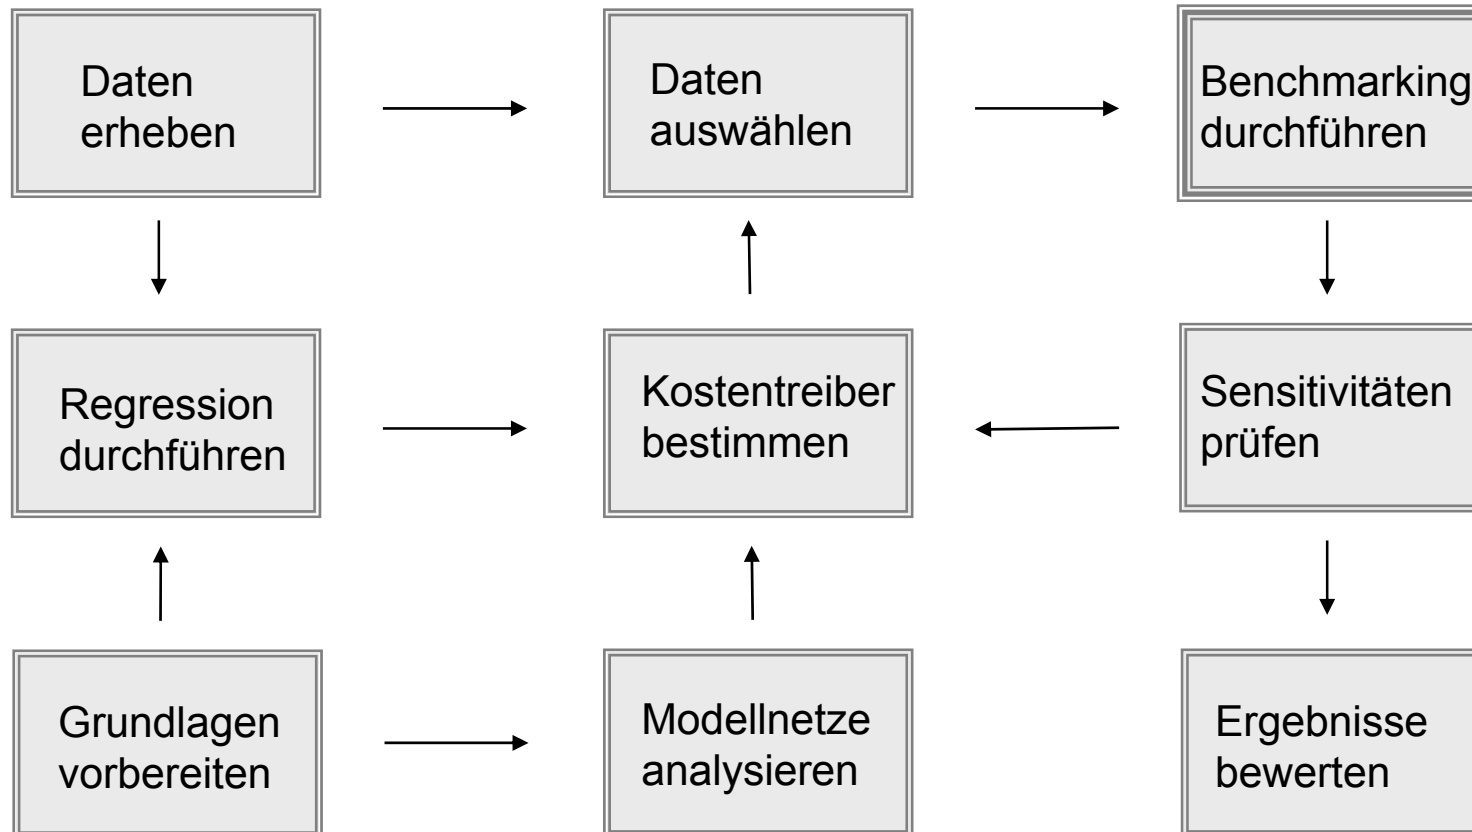 Daten
erheben
Daten
auswählen
Benchmarking
durchführen
Regression
durchführen
Kostentreiber
bestimmen
Sensitivitäten
prüfen
Grundlagen
vorbereiten
Modellnetze
analysieren
Ergebnisse
bewerten